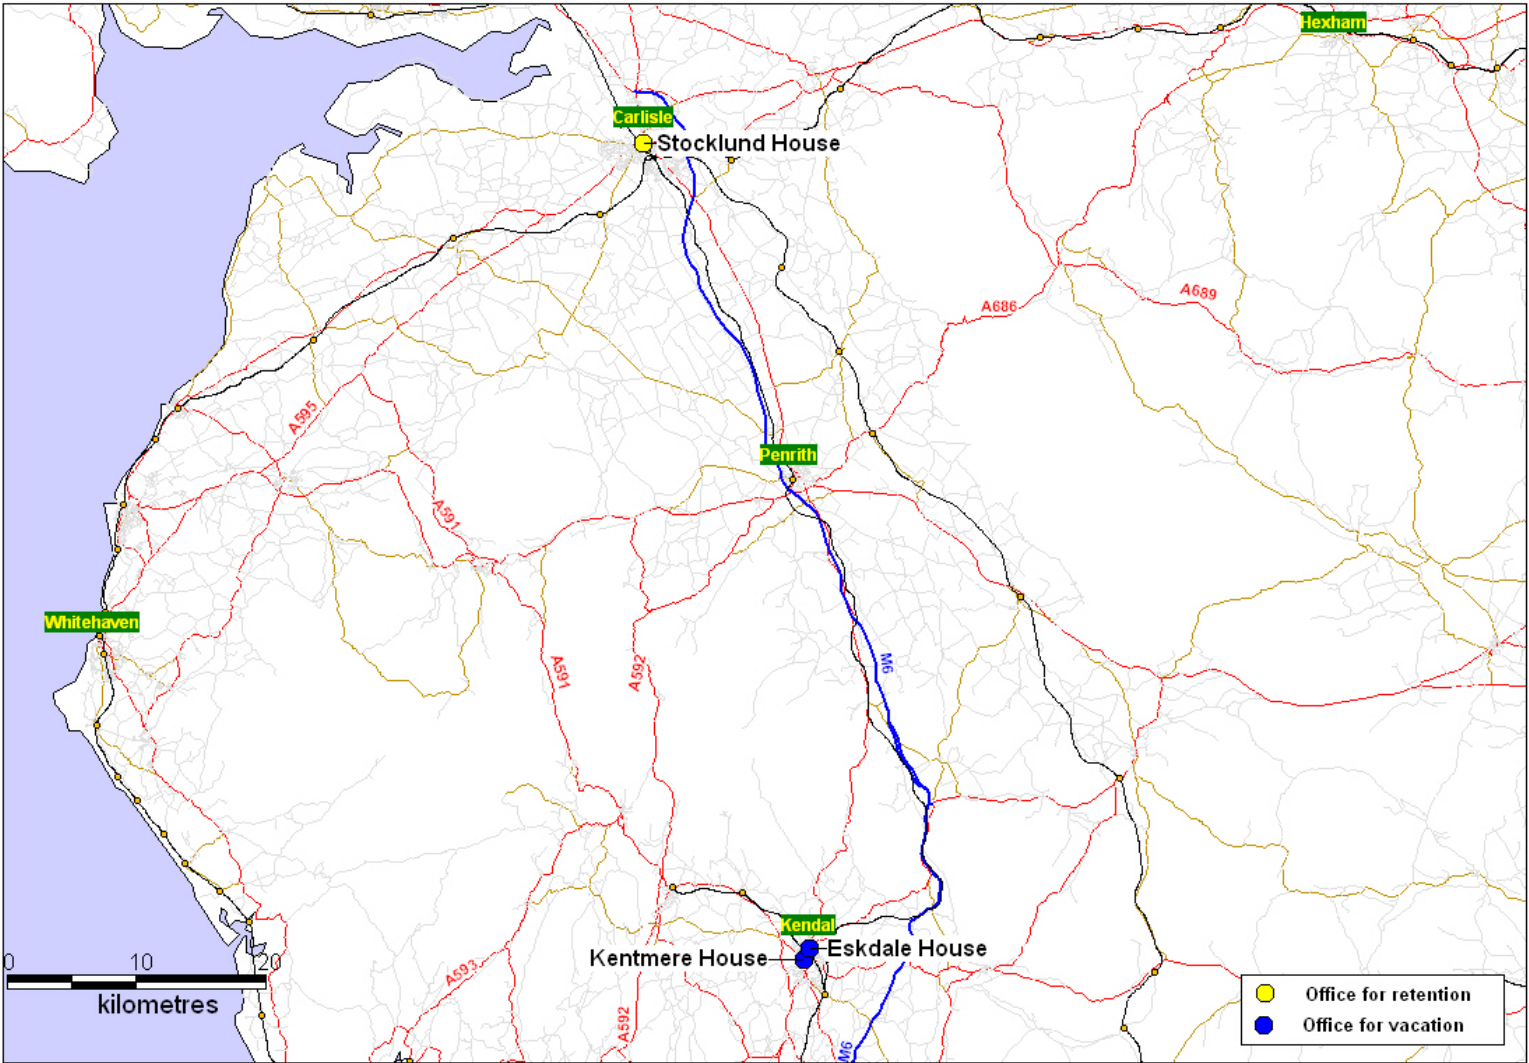 Hexham
Carlisle
Stocklund House
A689
A686
A595
Penrith
A591
Whitehaven
A591
A592
M6
Kendal
Eskdale House
Kentmere House
0 10 20
kilometres
A593
A592
M6
Office for retention
Office for vacation